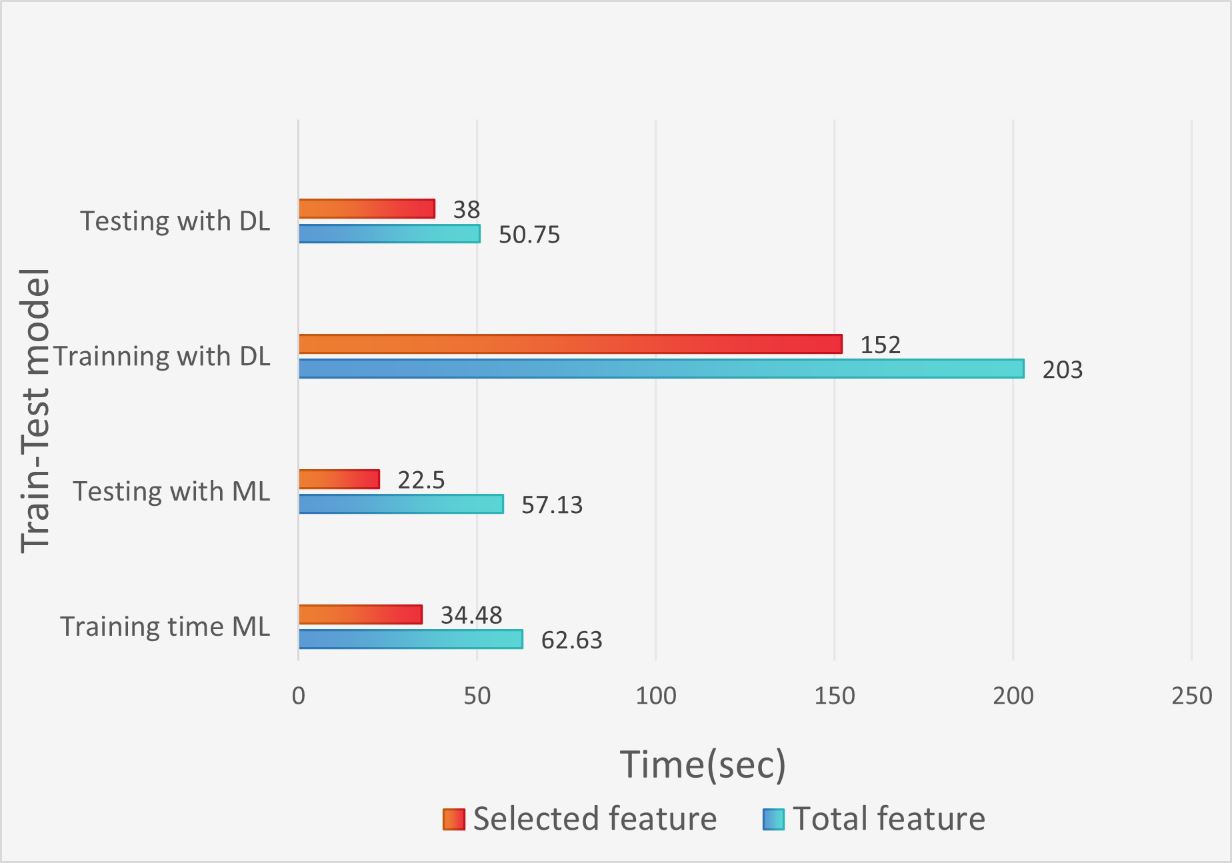 Train-Test model
Testing with DL
38
50.75
Trainning with DL
152
203
Testing with ML
22.5
57.13
Training time ML
34.48
62.63
0 50 100 150 200 250
Time(sec)
Selected feature Total feature